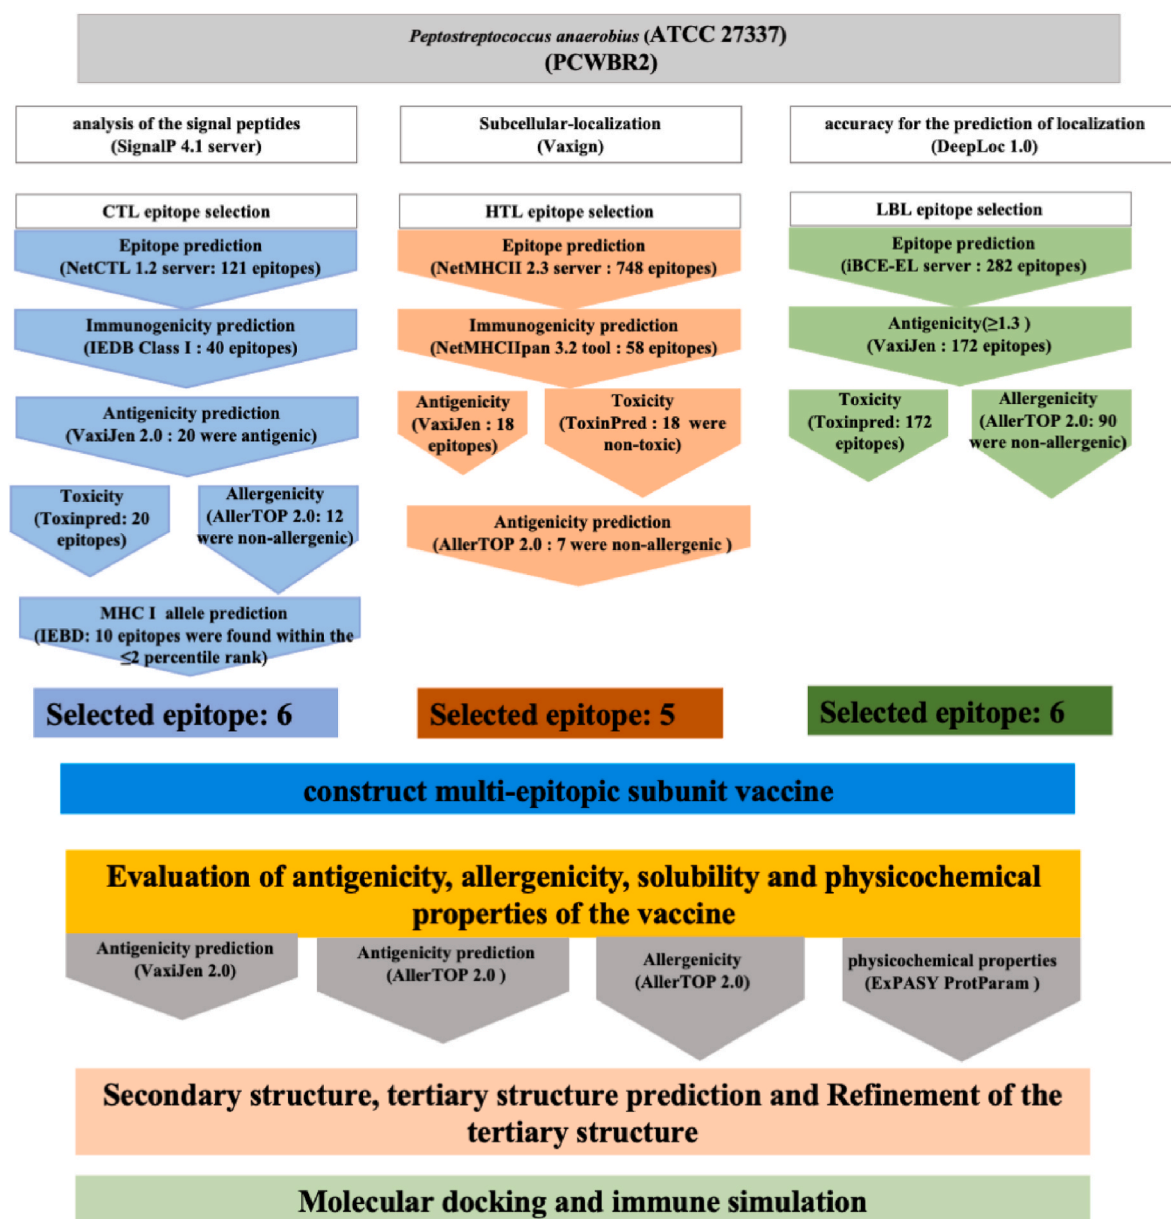 Peptostreptococcus anaerobius (ATCC 27337)
(PCWBR2)
analysis of the signal peptides
(SignalP 4.1 server)
Subcellular-localization
(Vaxign)
accuracy for the prediction of localization
(DeepLoc 1.0)
CTL epitope selection
Epitope prediction
(NetCTL 1.2 server: 121 epitopes)
Immunogenicity prediction
(IEDB Class I : 40 epitopes)
Antigenicity prediction
(VaxiJen 2.0 : 20 were antigenic)
Toxicity
(Toxinpred: 20
epitopes)
Allergenicity
(AllerTOP 2.0: 12
were non-allergenic)
MHC I allele prediction
(IEBD: 10 epitopes were found within the
≤2 percentile rank)
HTL epitope selection
Epitope prediction
(NetMHCII 2.3 server : 748 epitopes)
Immunogenicity prediction
(NetMHCIIpan 3.2 tool : 58 epitopes)
Antigenicity
(VaxiJen : 18
epitopes)
Toxicity
(ToxinPred : 18 were
non-toxic)
Antigenicity prediction
(AllerTOP 2.0 : 7 were non-allergenic )
LBL epitope selection
Epitope prediction
(iBCE-EL server : 282 epitopes)
Antigenicity(≥1.3 )
(VaxiJen : 172 epitopes)
Toxicity
(Toxinpred: 172
epitopes)
Allergenicity
(AllerTOP 2.0: 90
were non-allergenic)
Selected epitope: 6
Selected epitope: 5
Selected epitope: 6
construct multi-epitopic subunit vaccine
Evaluation of antigenicity, allergenicity, solubility and physicochemical
properties of the vaccine
Antigenicity prediction
(VaxiJen 2.0)
Antigenicity prediction
(AllerTOP 2.0 )
Allergenicity
(AllerTOP 2.0)
physicochemical properties
(ExPASY ProtParam )
Secondary structure, tertiary structure prediction and Refinement of the
tertiary structure
Molecular docking and immune simulation